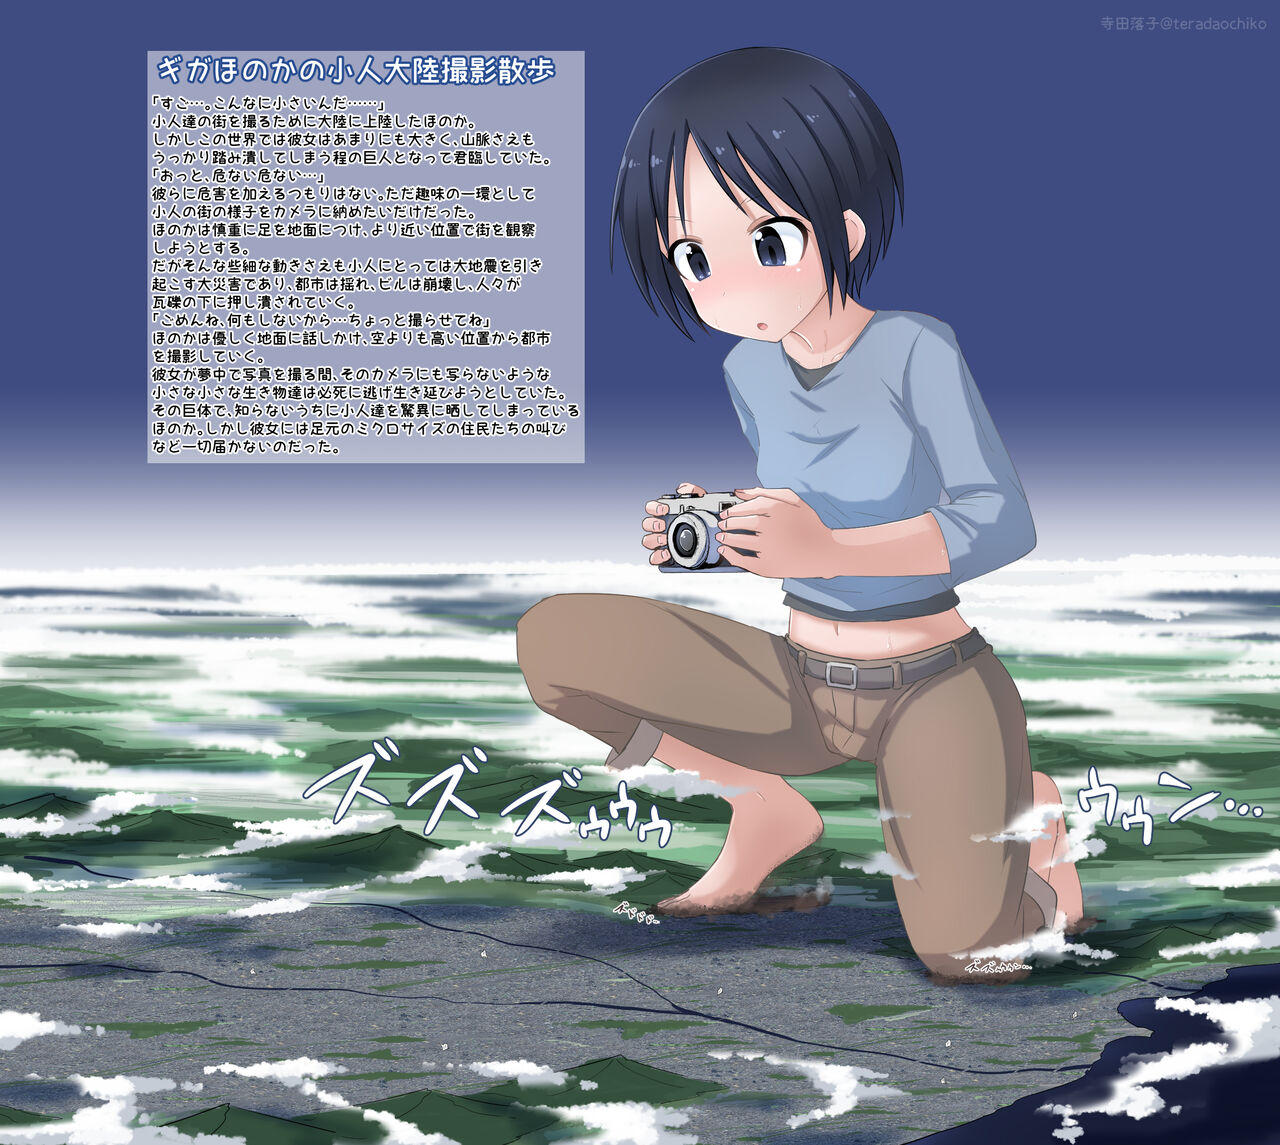 寺田落子@teradaochiko
ギガほのかの小人大陸撮影散歩
「すご…。こんなに小さいんだ……」
小人達の街を撮るために大陸に上陸したほのか。
しかしこの世界では彼女はあまりにも大きく、山脈さえも
うっかり踏み潰してしまう程の巨人となって君臨していた。
「おっと、危ない危ない…」
彼らに危害を加えるつもりはない。ただ趣味の一環として
小人の街の様子をカメラに納めたいだけだった。
ほのかは慎重に足を地面につけ、より近い位置で街を観察
しようとする。
だがそんな些細な動きさえも小人にとっては大地震を引き
起こす大災害であり、都市は揺れ、ビルは崩壊し、人々が
瓦礫の下に押し潰されていく。
「ごめんね、何もしないから…ちょっと撮らせてね」
ほのかは優しく地面に話しかけ、空よりも高い位置から都市
を撮影していく。
彼女が夢中で写真を撮る間、そのカメラにも写らないような
小さな小さな生き物達は必死に逃げ生き延びようとしていた。
その巨体で、知らないうちに小人達を驚異に晒してしまっている
ほのか。しかし彼女には足元のミクロサイズの住民たちの叫び
など一切届かないのだった。
ズズズゥゥゥ
ゥゥン…
ズドドド…
ズズゥゥン…